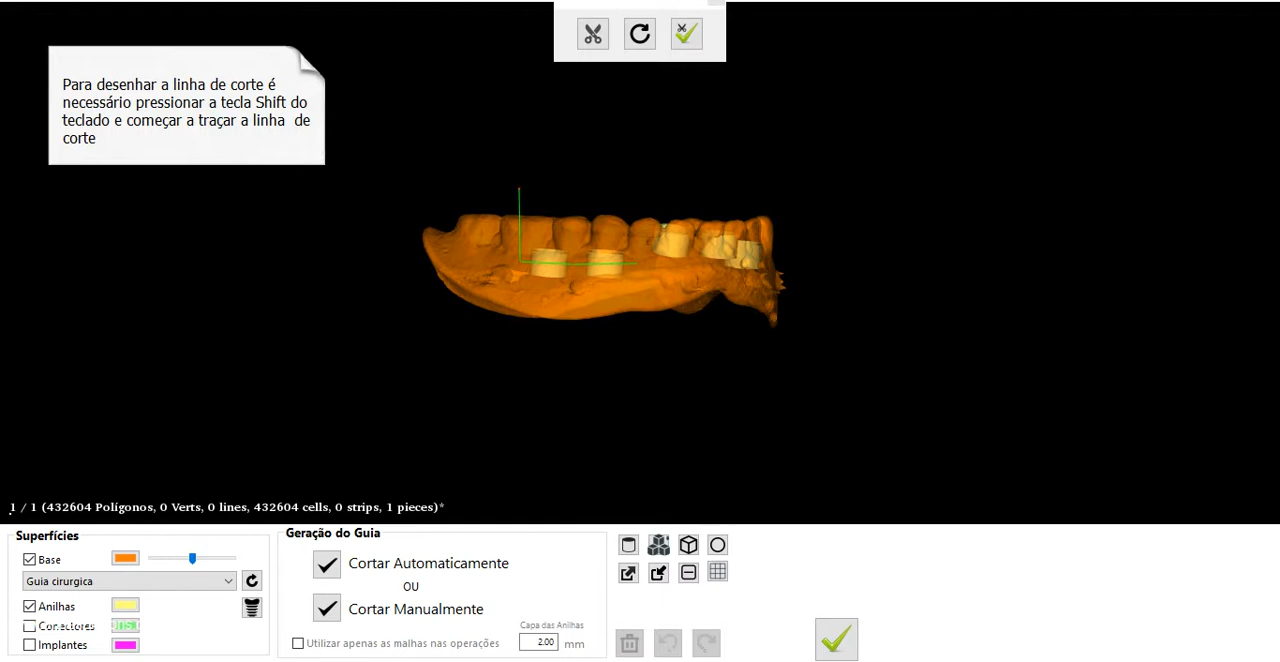 Para desenhar a linha de corte é
necessário pressionar a tecla Shift do
teclado e começar a traçar a linha de
corte
1 / 1 (432604 Polígonos, 0 Verts, 0 lines, 432604 cells, 0 strips, 1 pieces)*
Superfícies
Base
Guia cirurgica
Anilhas
Conectores
Implantes
Geração do Guia
Cortar Automaticamente
OU
Cortar Manualmente
Capa das Anilhas
Utilizar apenas as malhas nas operações
2.00 mm